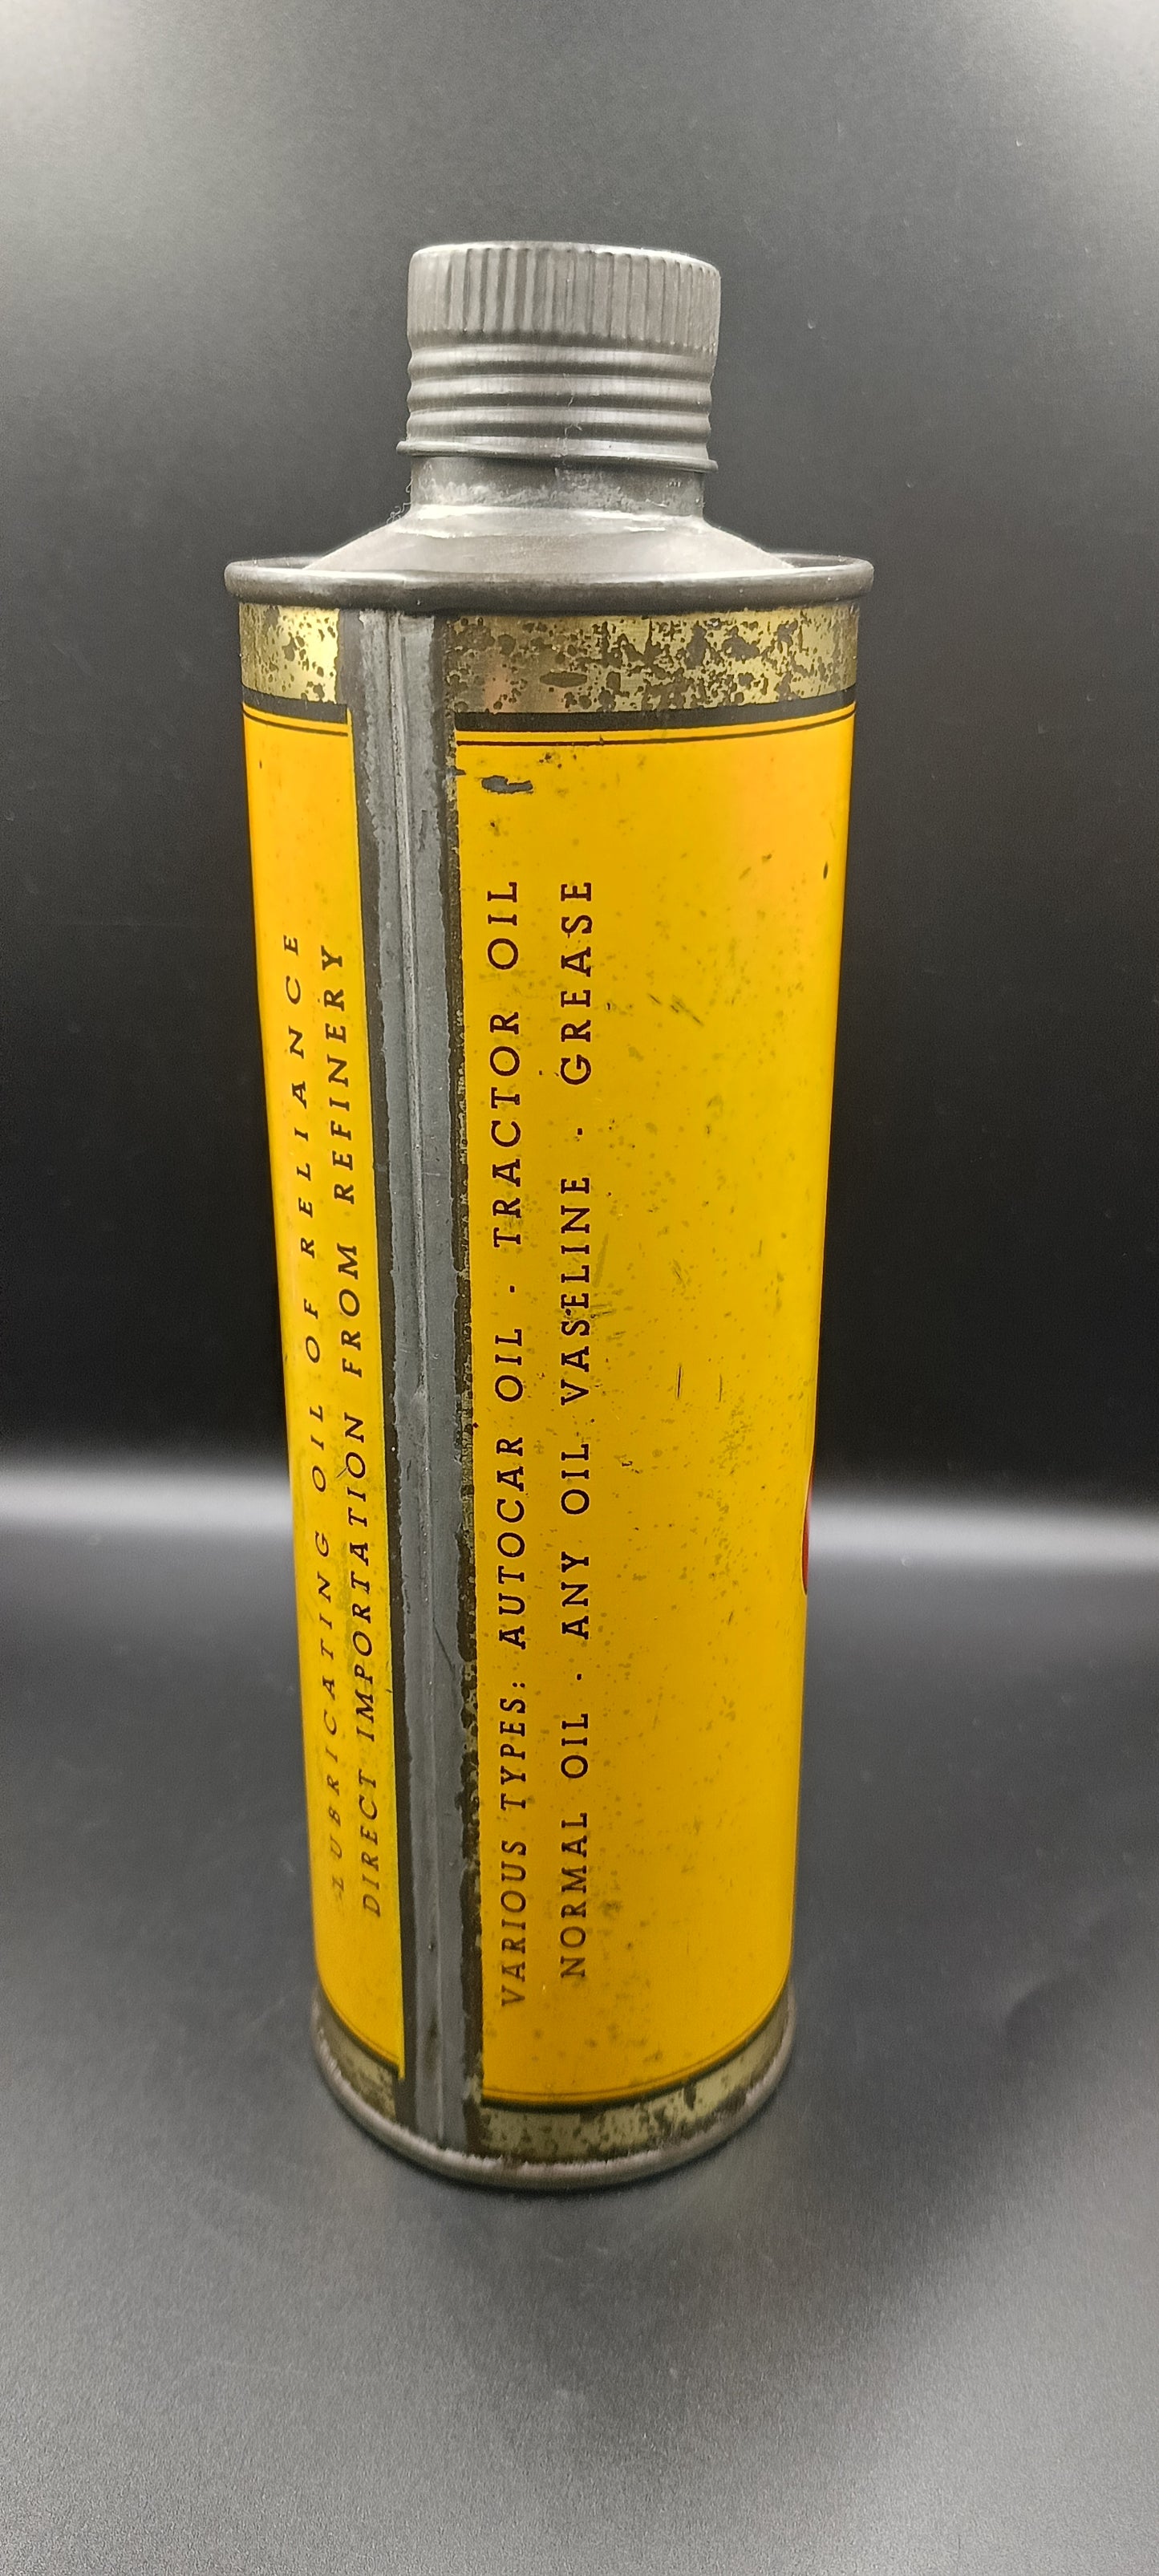 LUBRICATING OIL OF RELIANCE
DIRECT IMPORTATION FROM REFINERY
VARIOUS TYPES: AUTOCAR OIL · TRACTOR OIL
NORMAL OIL · ANY OIL VASELINE · GREASE